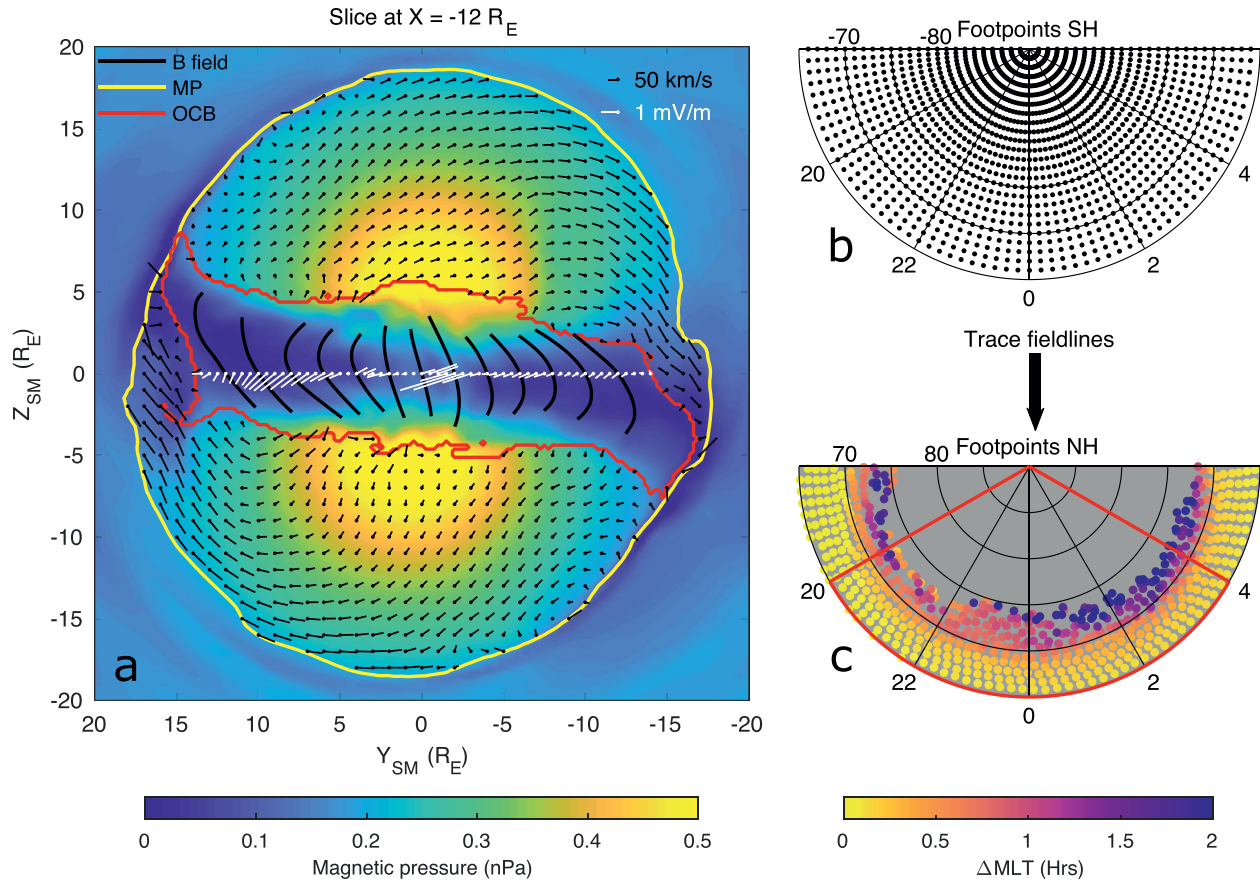 Slice at X = -12 R_E
B field
MP
OCB
50 km/s
1 mV/m
20
15
10
5
0
-5
-10
-15
-20
Z_SM (R_E)
a
20 15 10 5 0 -5 -10 -15 -20
Y_SM (R_E)
0 0.1 0.2 0.3 0.4 0.5
Magnetic pressure (nPa)
-70 -80 Footpoints SH
20 4
b
22 2
0
Trace fieldlines
Footpoints NH
70 80
20 4
c
22 2
0
0 0.5 1 1.5 2
ΔMLT (Hrs)